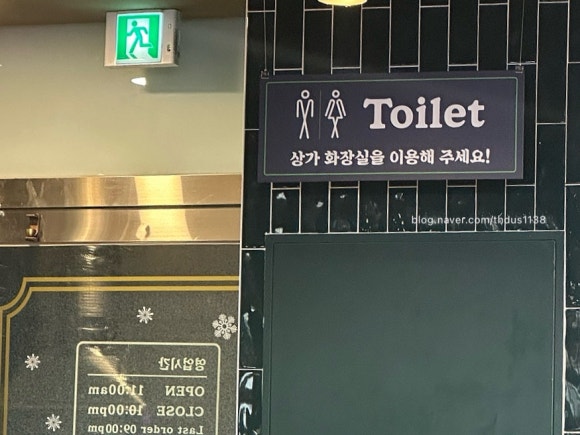 Toilet
상가 화장실을 이용해 주세요!
blog.naver.com/thdus1138
영업시간
OPEN 11:00am
CLOSE 10:00pm
Last order 09:00pm